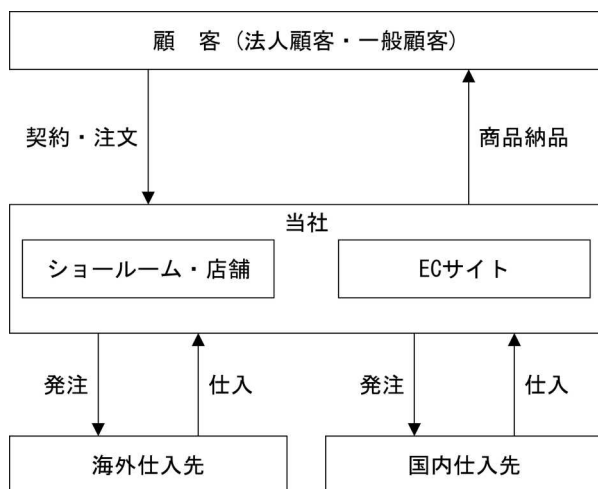 顧　客（法人顧客・一般顧客）
契約・注文
商品納品
当社
ショールーム・店舗
ECサイト
発注
仕入
発注
仕入
海外仕入先
国内仕入先